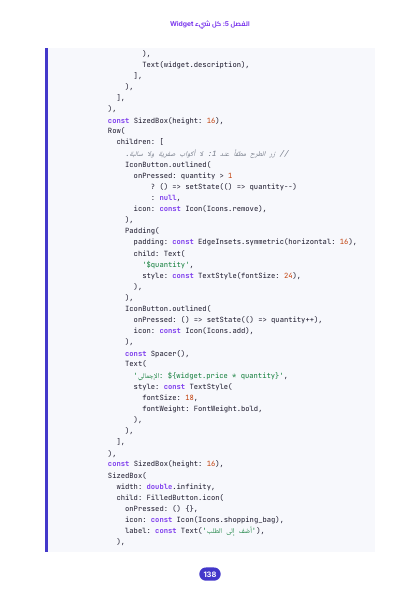 الفصل 5: كل شيء Widget
),
Text(widget.description),
],
),
],
),
const SizedBox(height: 16),
Row(
children: [
// زر الطرح مطفأ عند 1: لا أكواب صفرية ولا سالبة.
IconButton.outlined(
onPressed: quantity > 1
? () => setState(() => quantity--)
: null,
icon: const Icon(Icons.remove),
),
Padding(
padding: const EdgeInsets.symmetric(horizontal: 16),
child: Text(
'$quantity',
style: const TextStyle(fontSize: 24),
),
),
IconButton.outlined(
onPressed: () => setState(() => quantity++),
icon: const Icon(Icons.add),
),
const Spacer(),
Text(
'الإجمالي: ${widget.price * quantity}',
style: const TextStyle(
fontSize: 18,
fontWeight: FontWeight.bold,
),
),
],
),
const SizedBox(height: 16),
SizedBox(
width: double.infinity,
child: FilledButton.icon(
onPressed: () {},
icon: const Icon(Icons.shopping_bag),
label: const Text('أضف إلى الطلب'),
),
138